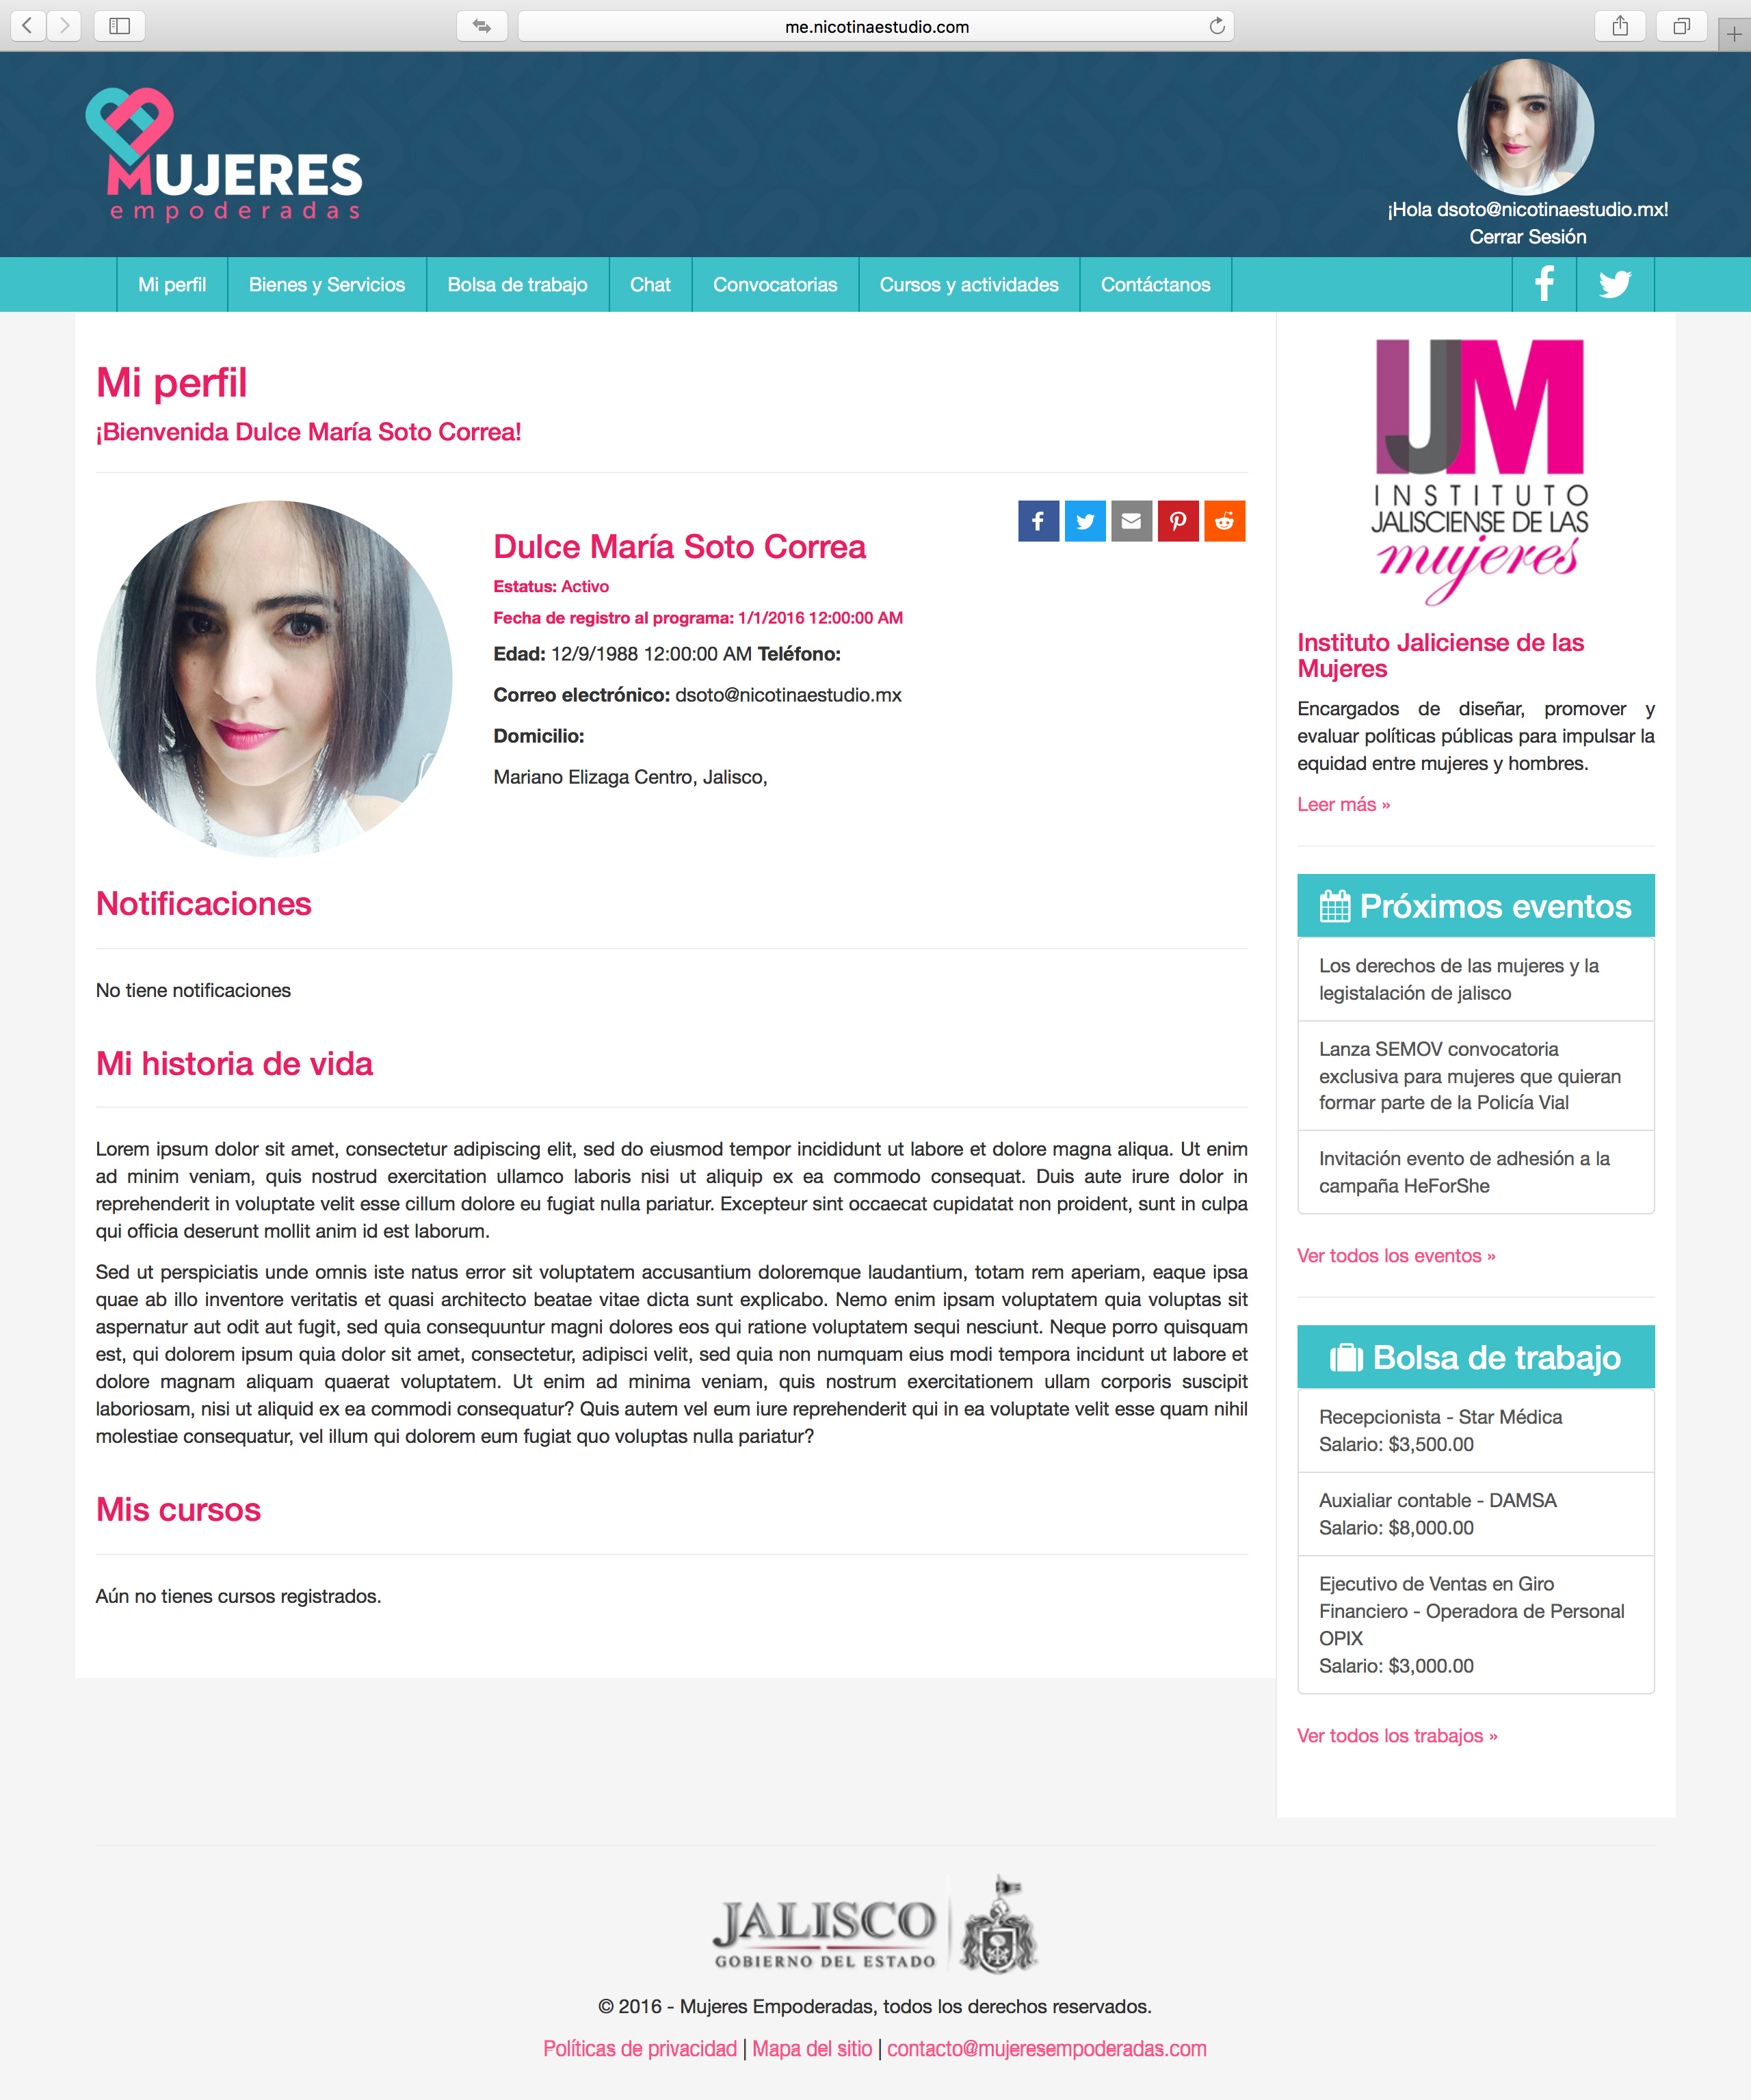 me.nicotinaestudio.com
MUJERES
empoderadas
¡Hola dsoto@nicotinaestudio.mx!
Cerrar Sesión
Mi perfil
Bienes y Servicios
Bolsa de trabajo
Chat
Convocatorias
Cursos y actividades
Contáctanos
Mi perfil
¡Bienvenida Dulce María Soto Correa!
Dulce María Soto Correa
Estatus: Activo
Fecha de registro al programa: 1/1/2016 12:00:00 AM
Edad: 12/9/1988 12:00:00 AM Teléfono:
Correo electrónico: dsoto@nicotinaestudio.mx
Domicilio:
Mariano Elizaga Centro, Jalisco,
Notificaciones
No tiene notificaciones
Mi historia de vida
Lorem ipsum dolor sit amet, consectetur adipiscing elit, sed do eiusmod tempor incididunt ut labore et dolore magna aliqua. Ut enim
ad minim veniam, quis nostrud exercitation ullamco laboris nisi ut aliquip ex ea commodo consequat. Duis aute irure dolor in
reprehenderit in voluptate velit esse cillum dolore eu fugiat nulla pariatur. Excepteur sint occaecat cupidatat non proident, sunt in culpa
qui officia deserunt mollit anim id est laborum.
Sed ut perspiciatis unde omnis iste natus error sit voluptatem accusantium doloremque laudantium, totam rem aperiam, eaque ipsa
quae ab illo inventore veritatis et quasi architecto beatae vitae dicta sunt explicabo. Nemo enim ipsam voluptatem quia voluptas sit
aspernatur aut odit aut fugit, sed quia consequuntur magni dolores eos qui ratione voluptatem sequi nesciunt. Neque porro quisquam
est, qui dolorem ipsum quia dolor sit amet, consectetur, adipisci velit, sed quia non numquam eius modi tempora incidunt ut labore et
dolore magnam aliquam quaerat voluptatem. Ut enim ad minima veniam, quis nostrum exercitationem ullam corporis suscipit
laboriosam, nisi ut aliquid ex ea commodi consequatur? Quis autem vel eum iure reprehenderit qui in ea voluptate velit esse quam nihil
molestiae consequatur, vel illum qui dolorem eum fugiat quo voluptas nulla pariatur?
Mis cursos
Aún no tienes cursos registrados.
IJM
INSTITUTO
JALISCIENSE DE LAS
mujeres
Instituto Jaliciense de las
Mujeres
Encargados de diseñar, promover y
evaluar políticas públicas para impulsar la
equidad entre mujeres y hombres.
Leer más »
Próximos eventos
Los derechos de las mujeres y la
legistalación de jalisco
Lanza SEMOV convocatoria
exclusiva para mujeres que quieran
formar parte de la Policía Vial
Invitación evento de adhesión a la
campaña HeForShe
Ver todos los eventos »
Bolsa de trabajo
Recepcionista - Star Médica
Salario: $3,500.00
Auxialiar contable - DAMSA
Salario: $8,000.00
Ejecutivo de Ventas en Giro
Financiero - Operadora de Personal
OPIX
Salario: $3,000.00
Ver todos los trabajos »
JALISCO
GOBIERNO DEL ESTADO
© 2016 - Mujeres Empoderadas, todos los derechos reservados.
Políticas de privacidad | Mapa del sitio | contacto@mujeresempoderadas.com